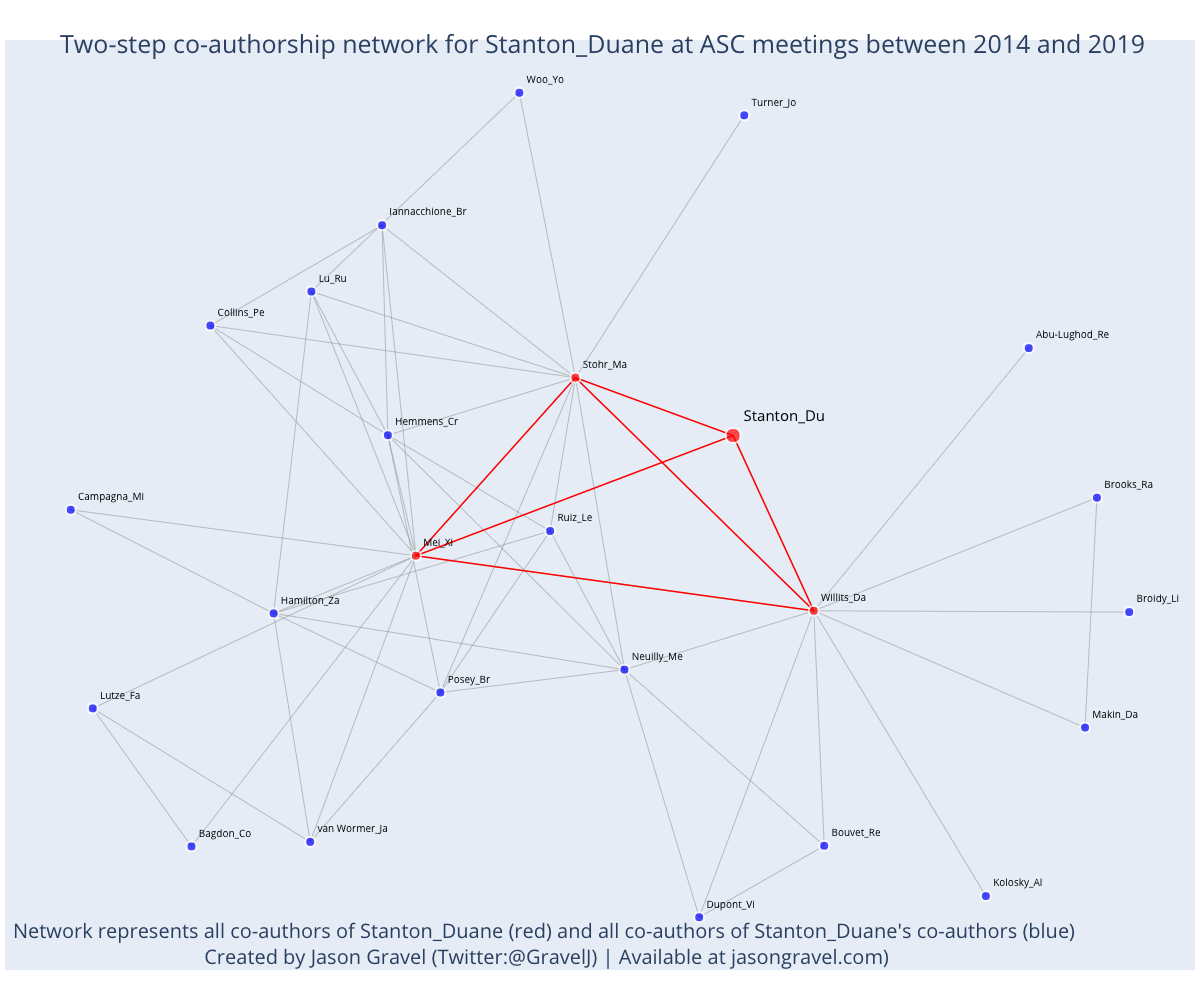 Two-step co-authorship network for Stanton_Duane at ASC meetings between 2014 and 2019
Woo_Yo
Turner_Jo
Iannacchione_Br
Lu_Ru
Collins_Pe
Abu-Lughod_Re
Stohr_Ma
Stanton_Du
Hemmens_Cr
Brooks_Ra
Campagna_Mi
Ruiz_Le
Mei_Xi
Hamilton_Za
Willits_Da
Broidy_Li
Neuilly_Me
Posey_Br
Lutze_Fa
Makin_Da
Bagdon_Co
van Wormer_Ja
Bouvet_Re
Kolosky_Al
Dupont_Vi
Network represents all co-authors of Stanton_Duane (red) and all co-authors of Stanton_Duane's co-authors (blue)
Created by Jason Gravel (Twitter:@GravelJ) | Available at jasongravel.com)